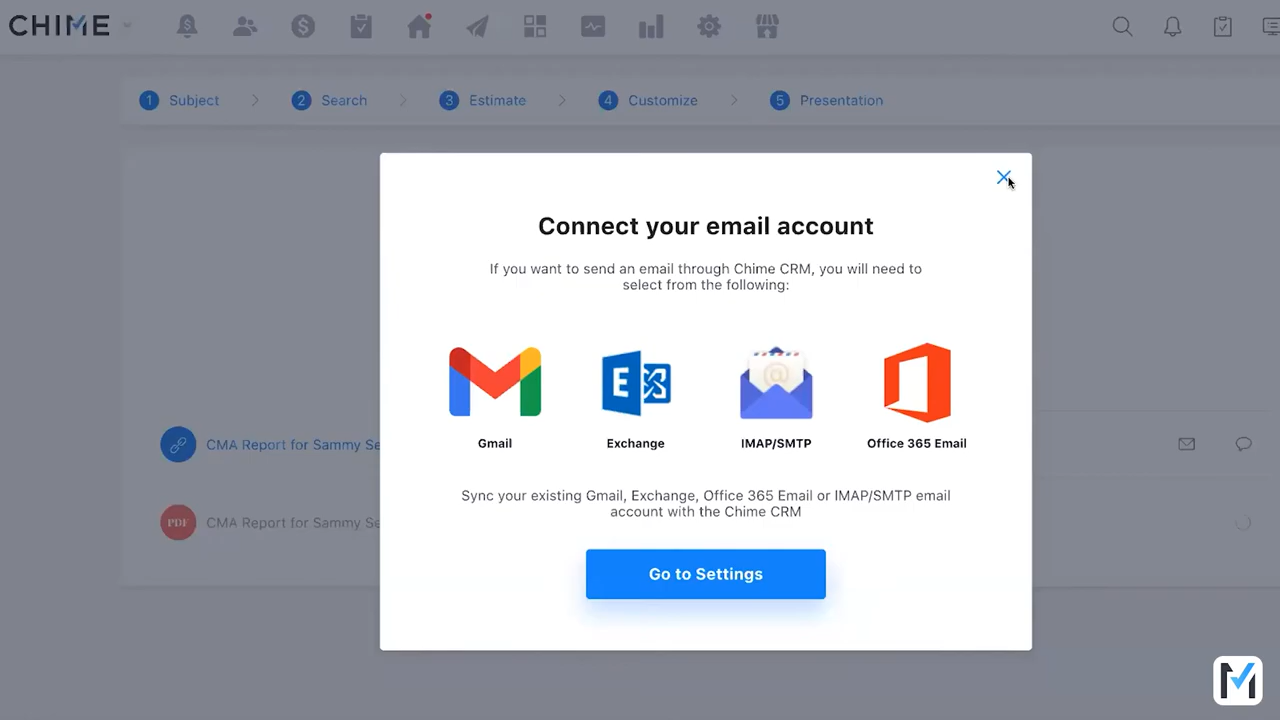 CHIME
1 Subject
2 Search
3 Estimate
4 Customize
5 Presentation
Connect your email account
If you want to send an email through Chime CRM, you will need to
select from the following:
E
@
Gmail
Exchange
IMAP/SMTP
Office 365 Email
CMA Report for Sammy Se
Sync your existing Gmail, Exchange, Office 365 Email or IMAP/SMTP email
account with the Chime CRM
PDF CMA Report for Sammy Se
Go to Settings